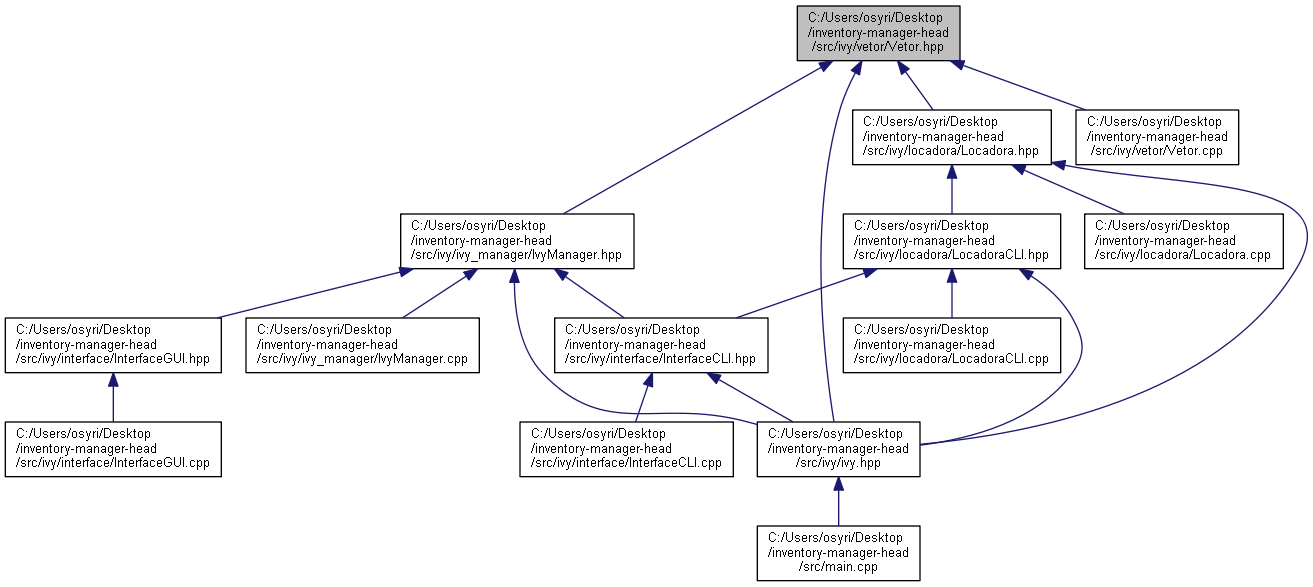 C:/Users/osyri/Desktop
/inventory-manager-head
/src/ivy/vetor/Vetor.hpp
C:/Users/osyri/Desktop
/inventory-manager-head
/src/ivy/locadora/Locadora.hpp
C:/Users/osyri/Desktop
/inventory-manager-head
/src/ivy/vetor/Vetor.cpp
C:/Users/osyri/Desktop
/inventory-manager-head
/src/ivy/ivy_manager/IvyManager.hpp
C:/Users/osyri/Desktop
/inventory-manager-head
/src/ivy/locadora/LocadoraCLI.hpp
C:/Users/osyri/Desktop
/inventory-manager-head
/src/ivy/locadora/Locadora.cpp
C:/Users/osyri/Desktop
/inventory-manager-head
/src/ivy/interface/InterfaceGUI.hpp
C:/Users/osyri/Desktop
/inventory-manager-head
/src/ivy/ivy_manager/IvyManager.cpp
C:/Users/osyri/Desktop
/inventory-manager-head
/src/ivy/interface/InterfaceCLI.hpp
C:/Users/osyri/Desktop
/inventory-manager-head
/src/ivy/locadora/LocadoraCLI.cpp
C:/Users/osyri/Desktop
/inventory-manager-head
/src/ivy/interface/InterfaceGUI.cpp
C:/Users/osyri/Desktop
/inventory-manager-head
/src/ivy/interface/InterfaceCLI.cpp
C:/Users/osyri/Desktop
/inventory-manager-head
/src/ivy/ivy.hpp
C:/Users/osyri/Desktop
/inventory-manager-head
/src/main.cpp